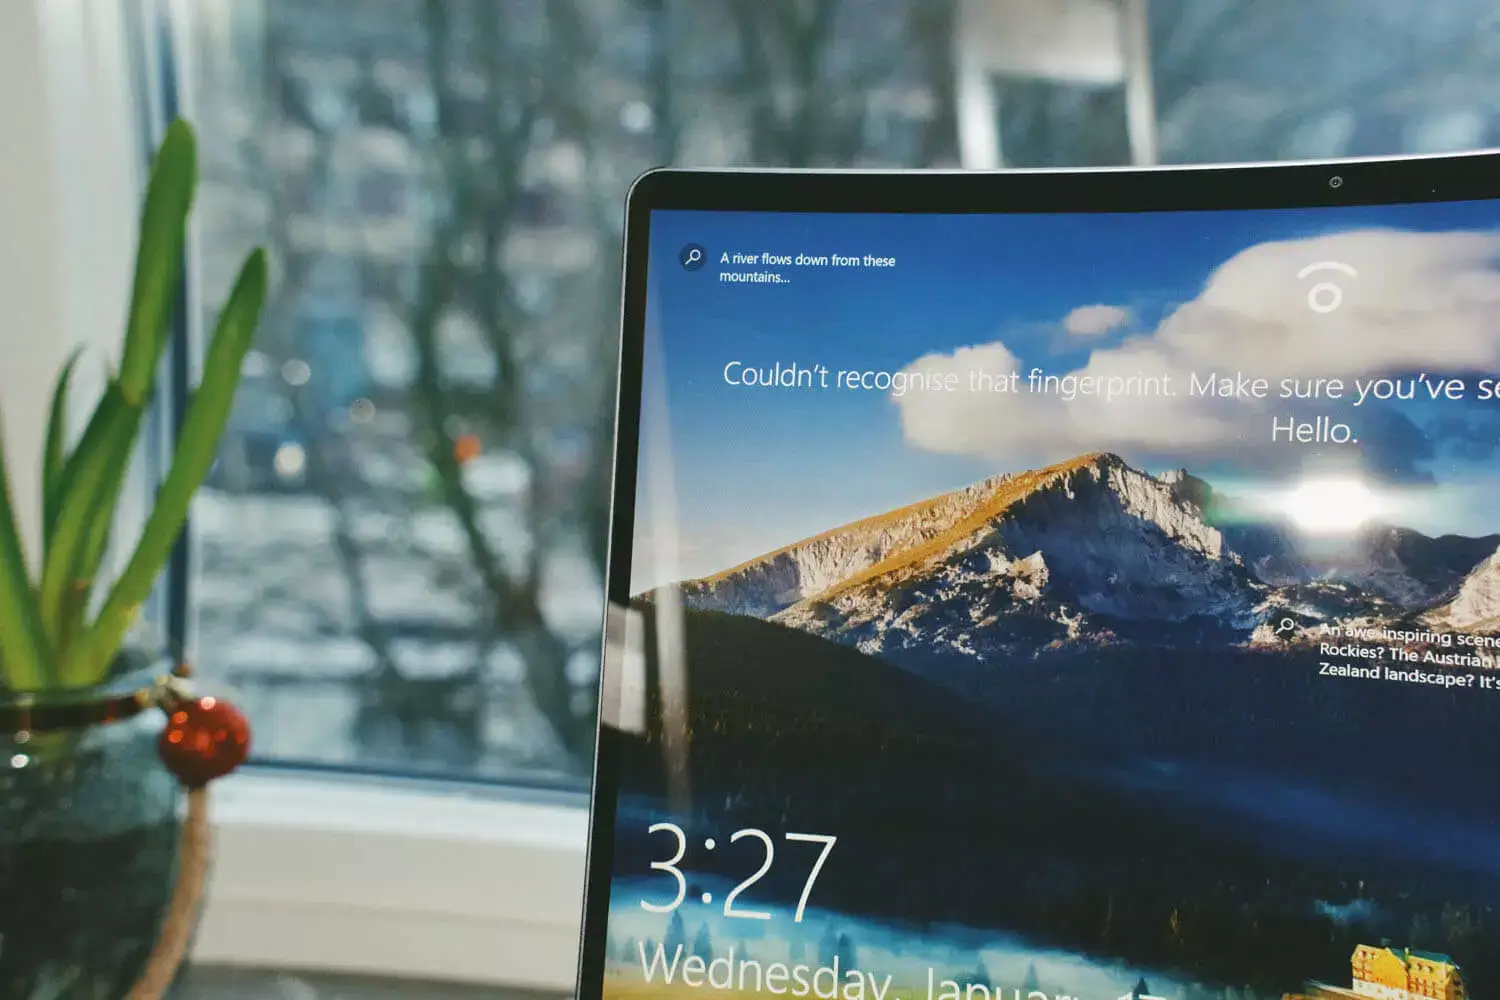 A river flows down from these
mountains...
Couldn't recognise that fingerprint. Make sure you've
Hello.
An awe-inspiring
Rockies? The Austrian
Zealand landscape? It's
3:27
Wednesday,